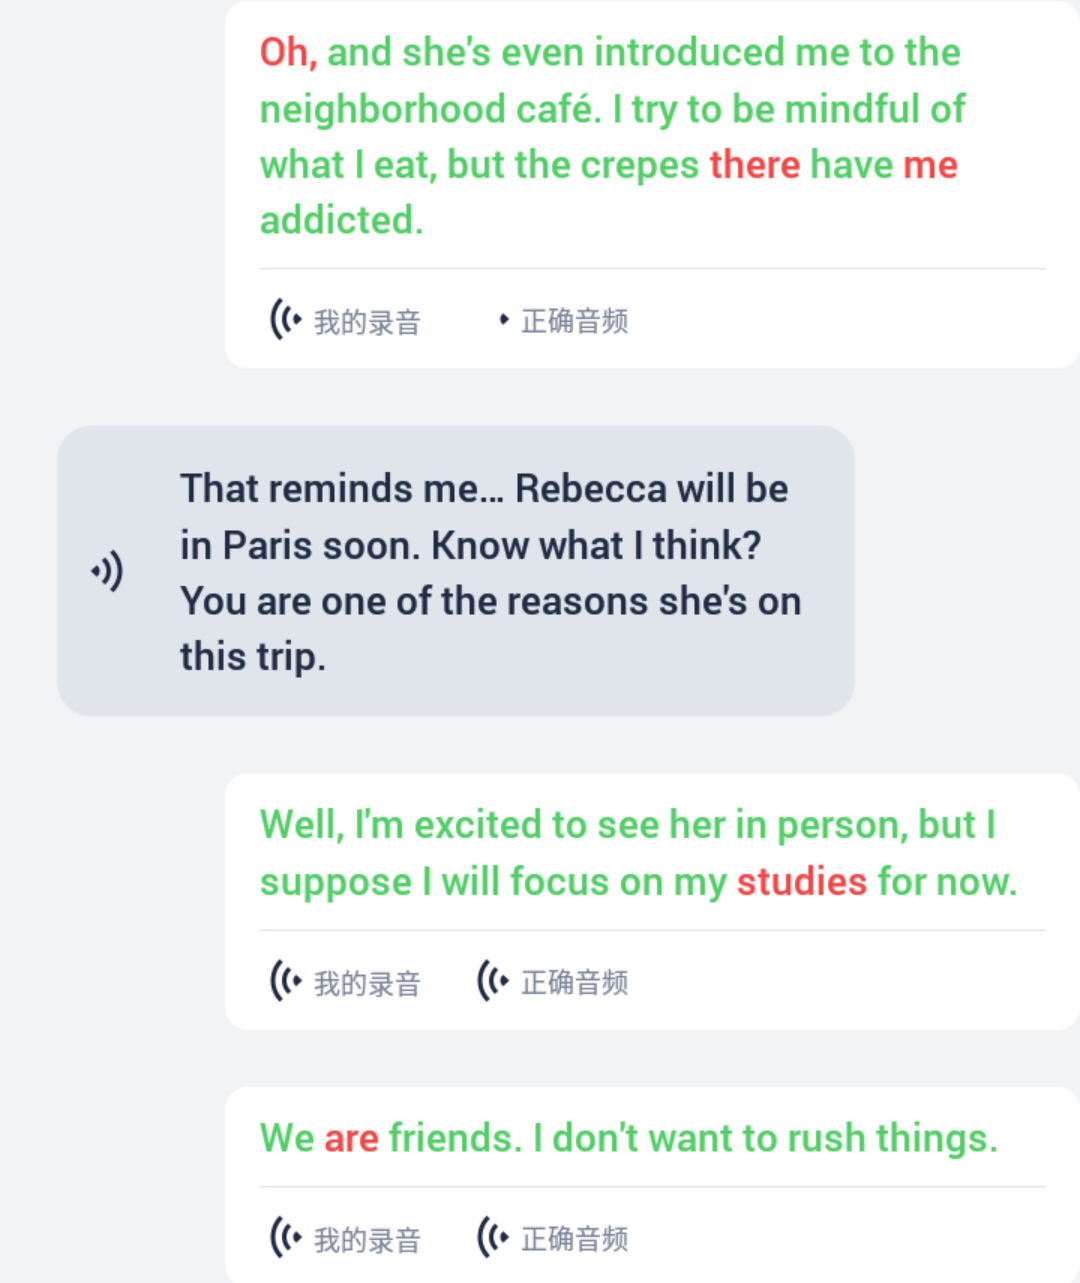 Oh, and she's even introduced me to the
neighborhood café. I try to be mindful of
what I eat, but the crepes there have me
addicted.
我的录音 正确音频
That reminds me... Rebecca will be
in Paris soon. Know what I think?
You are one of the reasons she's on
this trip.
Well, I'm excited to see her in person, but I
suppose I will focus on my studies for now.
我的录音 正确音频
We are friends. I don't want to rush things.
我的录音 正确音频